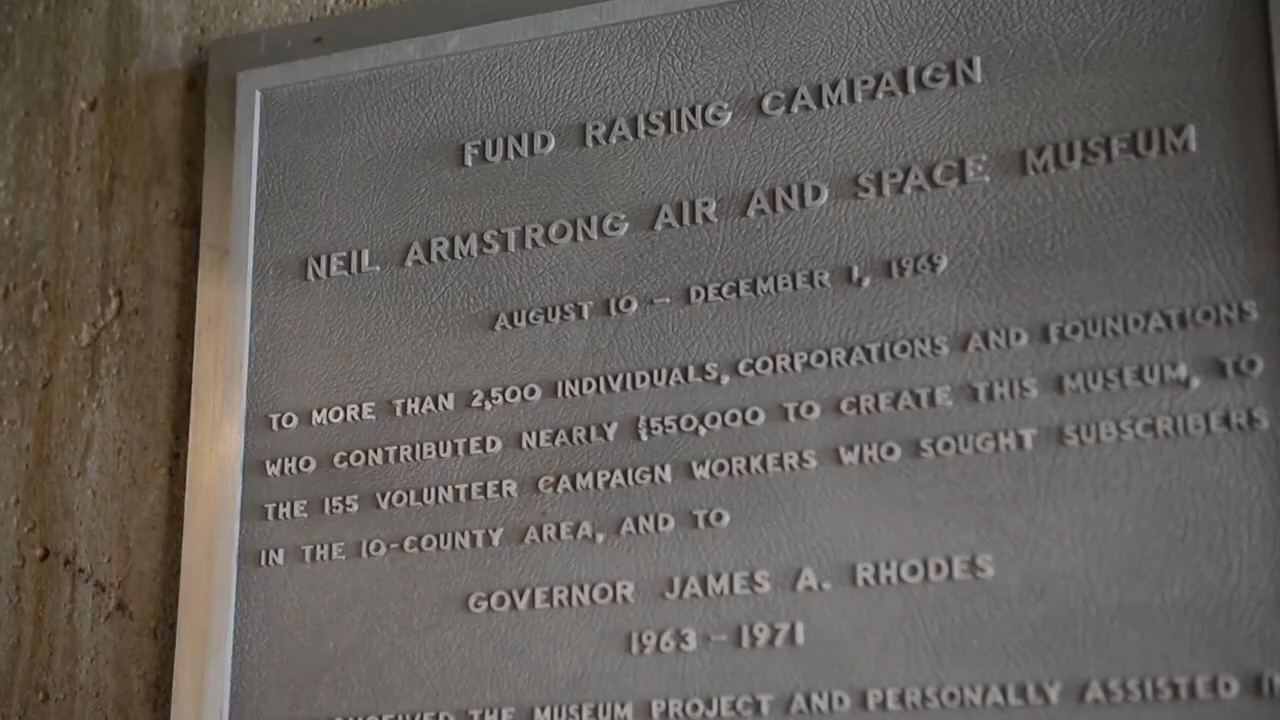 FUND RAISING CAMPAIGN
NEIL ARMSTRONG AIR AND SPACE MUSEUM
AUGUST 10 - DECEMBER 1, 1969
TO MORE THAN 2,500 INDIVIDUALS, CORPORATIONS AND FOUNDATIONS
WHO CONTRIBUTED NEARLY $550,000 TO CREATE THIS MUSEUM, TO
THE 155 VOLUNTEER CAMPAIGN WORKERS WHO SOUGHT SUBSCRIBERS
IN THE 10-COUNTY AREA, AND TO
GOVERNOR JAMES A. RHODES
1963 - 1971
THE MUSEUM PROJECT AND PERSONALLY ASSISTED